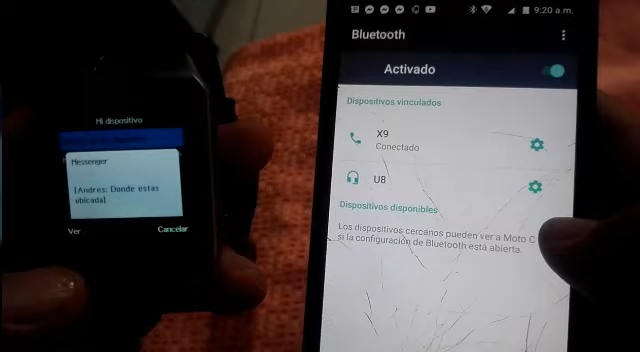 Mi dispositivo
Messenger
[Andres: Donde estas
ubicada]
Ver
Cancelar
9:20 a.m.
Bluetooth
Activado
Dispositivos vinculados
X9
Conectado
U8
Dispositivos disponibles
Los dispositivos cercanos pueden ver a Moto C
si la configuración de Bluetooth está abierta.